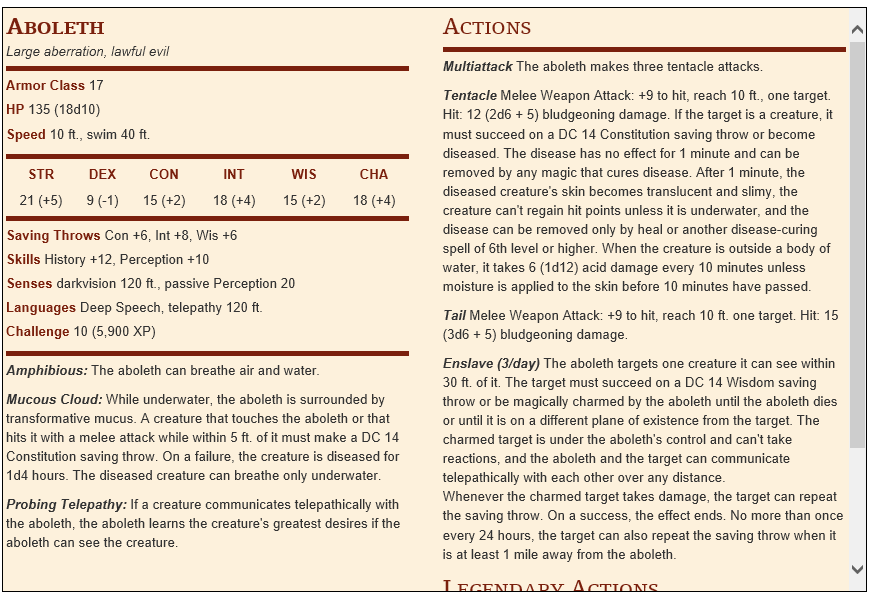 ABOLETH
Large aberration, lawful evil
Armor Class 17
HP 135 (18d10)
Speed 10 ft., swim 40 ft.
STR DEX CON INT WIS CHA
21 (+5) 9 (-1) 15 (+2) 18 (+4) 15 (+2) 18 (+4)
Saving Throws Con +6, Int +8, Wis +6
Skills History +12, Perception +10
Senses darkvision 120 ft., passive Perception 20
Languages Deep Speech, telepathy 120 ft.
Challenge 10 (5,900 XP)
Amphibious: The aboleth can breathe air and water.
Mucous Cloud: While underwater, the aboleth is surrounded by
transformative mucus. A creature that touches the aboleth or that
hits it with a melee attack while within 5 ft. of it must make a DC 14
Constitution saving throw. On a failure, the creature is diseased for
1d4 hours. The diseased creature can breathe only underwater.
Probing Telepathy: If a creature communicates telepathically with
the aboleth, the aboleth learns the creature's greatest desires if the
aboleth can see the creature.
ACTIONS
Multiattack The aboleth makes three tentacle attacks.
Tentacle Melee Weapon Attack: +9 to hit, reach 10 ft., one target.
Hit: 12 (2d6 + 5) bludgeoning damage. If the target is a creature, it
must succeed on a DC 14 Constitution saving throw or become
diseased. The disease has no effect for 1 minute and can be
removed by any magic that cures disease. After 1 minute, the
diseased creature's skin becomes translucent and slimy, the
creature can't regain hit points unless it is underwater, and the
disease can be removed only by heal or another disease-curing
spell of 6th level or higher. When the creature is outside a body of
water, it takes 6 (1d12) acid damage every 10 minutes unless
moisture is applied to the skin before 10 minutes have passed.
Tail Melee Weapon Attack: +9 to hit, reach 10 ft. one target. Hit: 15
(3d6 + 5) bludgeoning damage.
Enslave (3/day) The aboleth targets one creature it can see within
30 ft. of it. The target must succeed on a DC 14 Wisdom saving
throw or be magically charmed by the aboleth until the aboleth dies
or until it is on a different plane of existence from the target. The
charmed target is under the aboleth's control and can't take
reactions, and the aboleth and the target can communicate
telepathically with each other over any distance.
Whenever the charmed target takes damage, the target can repeat
the saving throw. On a success, the effect ends. No more than once
every 24 hours, the target can also repeat the saving throw when it
is at least 1 mile away from the aboleth.
LEGENDARY ACTIONS